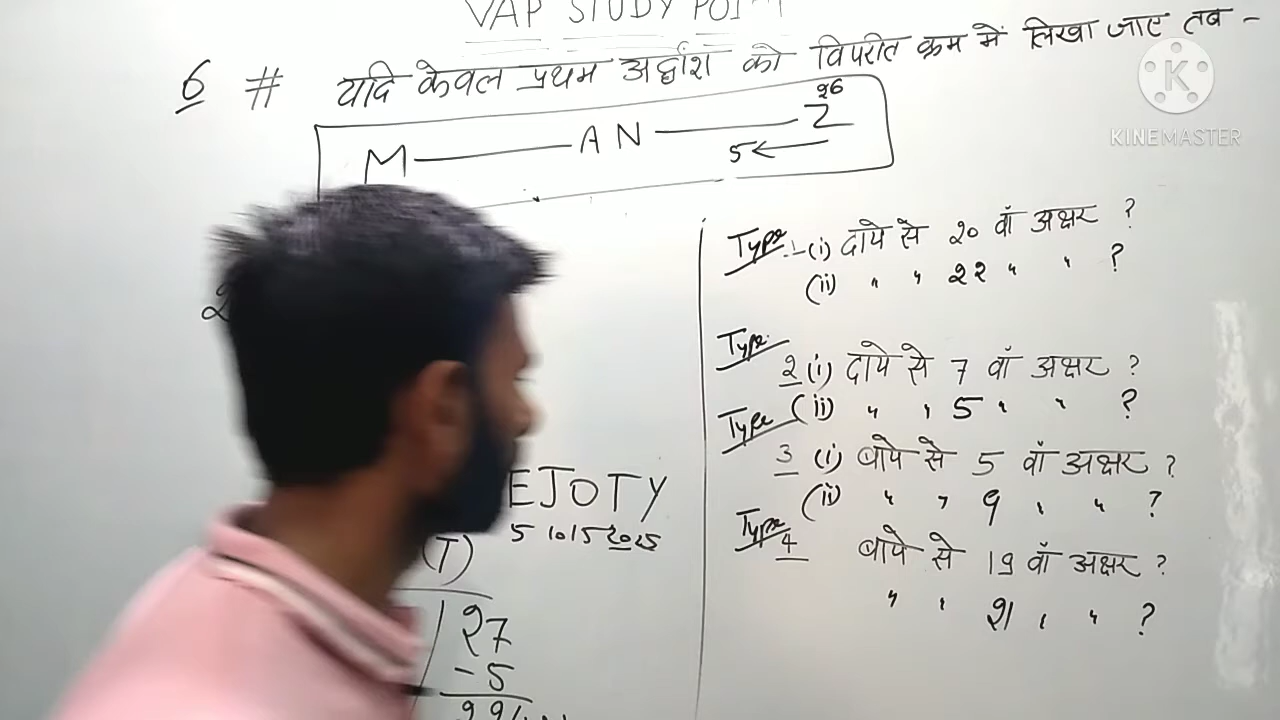 VAP STUDY POINT
6 # यदि केवल प्रथम अर्द्धांश को विपरीत क्रम में लिखा जाए तब -
KINEMASTER
26
M ——— A N ——— Z
5 ←
Type 1 (i) दाये से 20 वाँ अक्षर ?
(ii) " " 22 " " ?
Type 2 (i) दाये से 7 वाँ अक्षर ?
(ii) " " 5 " " ?
Type 3 (i) बाये से 5 वाँ अक्षर ?
(ii) " " 9 " " ?
Type 4 बाये से 19 वाँ अक्षर ?
" " 21 " " ?
EJOTY
5 10 15 20 25
(T)
27
-5